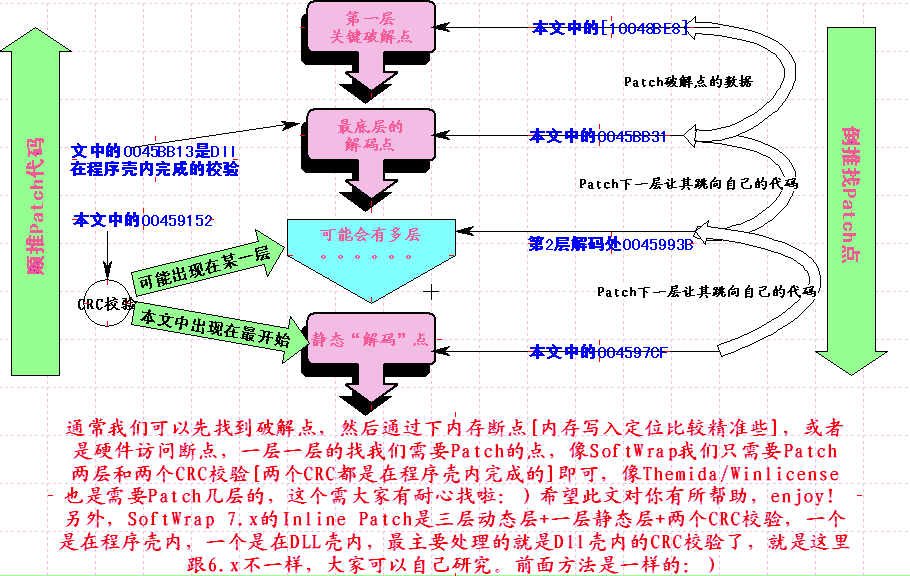 第一层
关键破解点
本文中的[10048BE8]
Patch破解点的数据
最底层的
解码点
本文中的0045BB31
文中的0045BB13是Dll
在程序壳内完成的校验
Patch下一层让其跳向自己的代码
本文中的00459152
可能会有多层
。。。。。。
第2层解码处0045993B
可能出现在某一层
CRC校验
Patch下一层让其跳向自己的代码
本文中出现在最开始
静态“解码”点
本文中的004597CF
顺推Patch代码
倒推找Patch点
通常我们可以先找到破解点，然后通过下内存断点[内存写入定位比较精准些]，或者
是硬件访问断点，一层一层的找我们需要Patch的点，像SoftWrap我们只需要Patch
两层和两个CRC校验[两个CRC都是在程序壳内完成的]即可，像Themida/Winlicense
也是需要Patch几层的，这个需大家有耐心找啦：）希望此文对你有所帮助，enjoy!
另外，SoftWrap 7.x的Inline Patch是三层动态层+一层静态层+两个CRC校验，一个
是在程序壳内，一个是在DLL壳内，最主要处理的就是Dll壳内的CRC校验了，就是这里
跟6.x不一样，大家可以自己研究。前面方法是一样的：）